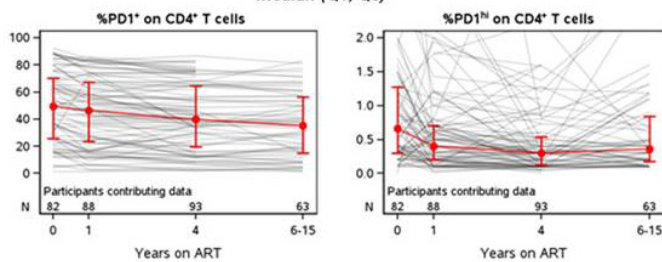 %PD1⁺ on CD4⁺ T cells
%PD1ʰⁱ on CD4⁺ T cells
100
80
60
40
20
0
Participants contributing data
N 82 88 93 63
0 1 4 6-15
Years on ART
2.0
1.5
1.0
0.5
0.0
Participants contributing data
N 82 88 93 63
0 1 4 6-15
Years on ART